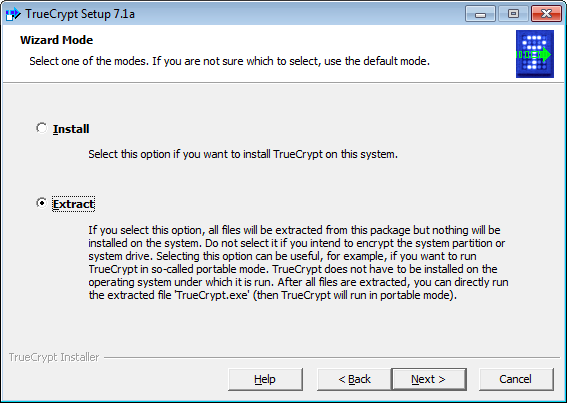 TrueCrypt Setup 7.1a
Wizard Mode
Select one of the modes. If you are not sure which to select, use the default mode.
Install
Select this option if you want to install TrueCrypt on this system.
Extract
If you select this option, all files will be extracted from this package but nothing will be
installed on the system. Do not select it if you intend to encrypt the system partition or
system drive. Selecting this option can be useful, for example, if you want to run
TrueCrypt in so-called portable mode. TrueCrypt does not have to be installed on the
operating system under which it is run. After all files are extracted, you can directly run
the extracted file 'TrueCrypt.exe' (then TrueCrypt will run in portable mode).
TrueCrypt Installer
Help
< Back
Next >
Cancel